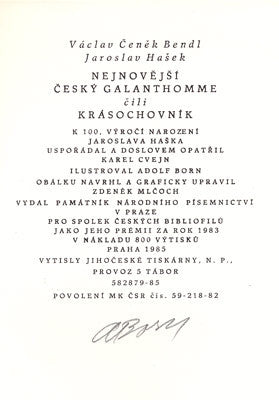 Václav Čeněk Bendl
Jaroslav Hašek
NEJNOVĚJŠÍ
ČESKÝ GALANTHOMME
čili
KRÁSOCHOVNÍK
K 100. VÝROČÍ NAROZENÍ
JAROSLAVA HAŠKA
USPOŘÁDAL A DOSLOVEM OPATŘIL
KAREL CVEJN
ILUSTROVAL ADOLF BORN
OBÁLKU NAVRHL A GRAFICKY UPRAVIL
ZDENĚK MLČOCH
VYDAL PAMÁTNÍK NÁRODNÍHO PÍSEMNICTVÍ
V PRAZE
PRO SPOLEK ČESKÝCH BIBLIOFILŮ
JAKO JEHO PRÉMII ZA ROK 1983
V NÁKLADU 800 VÝTISKŮ
PRAHA 1985
VYTISLY JIHOČESKÉ TISKÁRNY, N. P.,
PROVOZ 5 TÁBOR
582879-85
POVOLENÍ MK ČSR čís. 59-218-82
ABorn